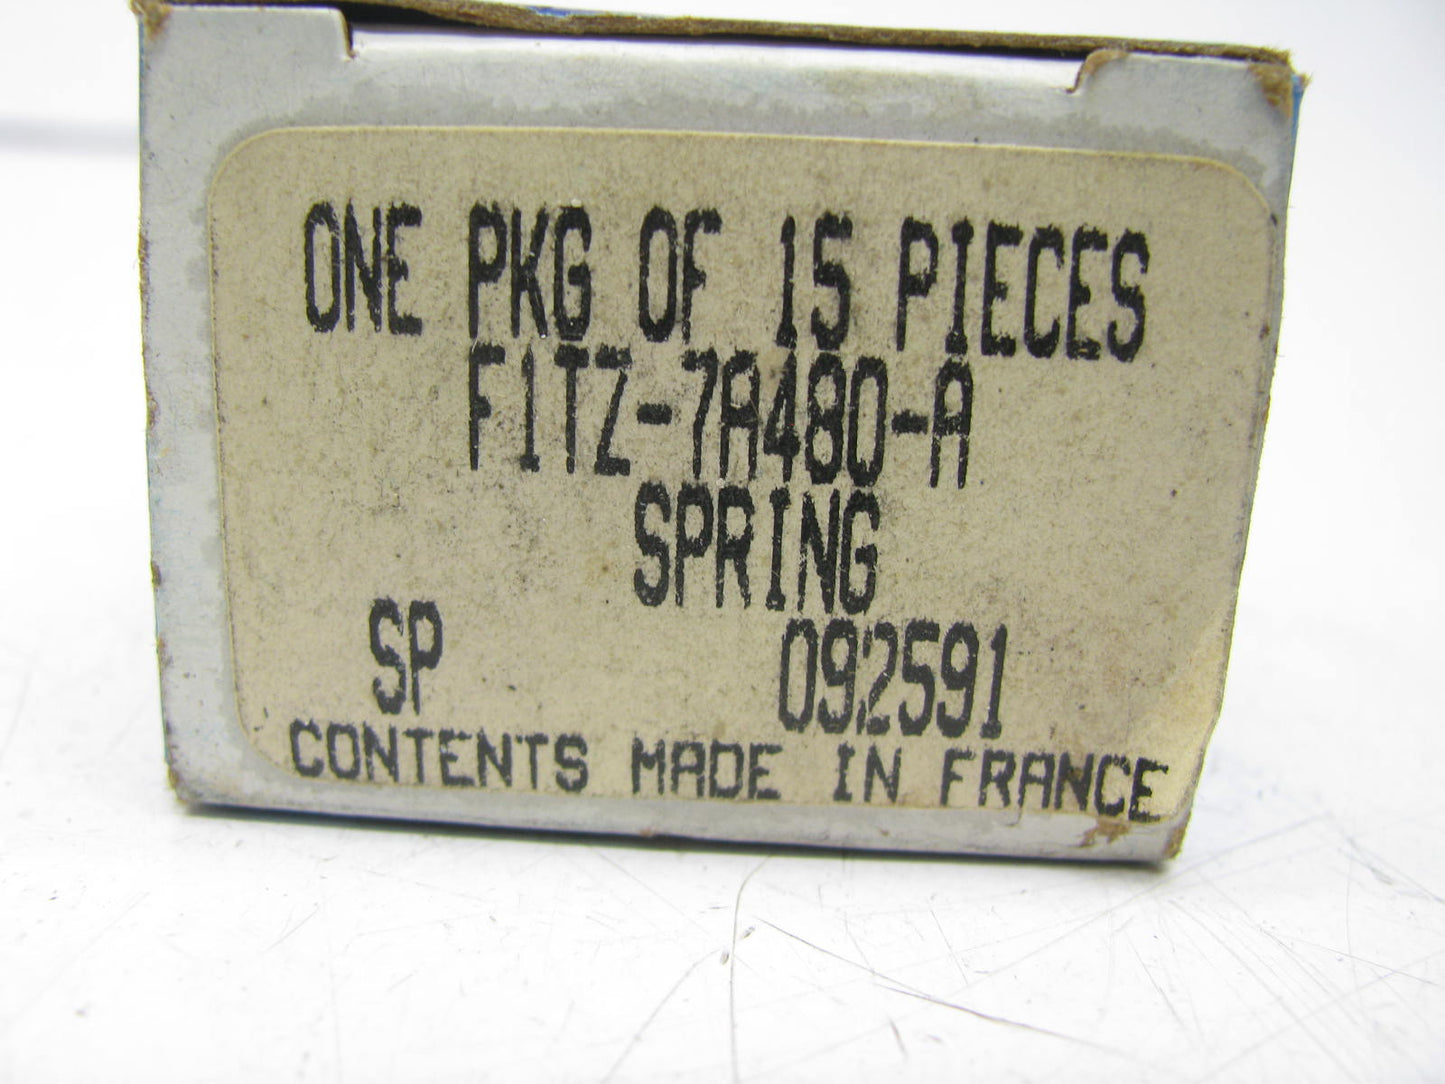 ONE PKG OF 15 PIECES
F1TZ-7A480-A
SPRING
SP 092591
CONTENTS MADE IN FRANCE